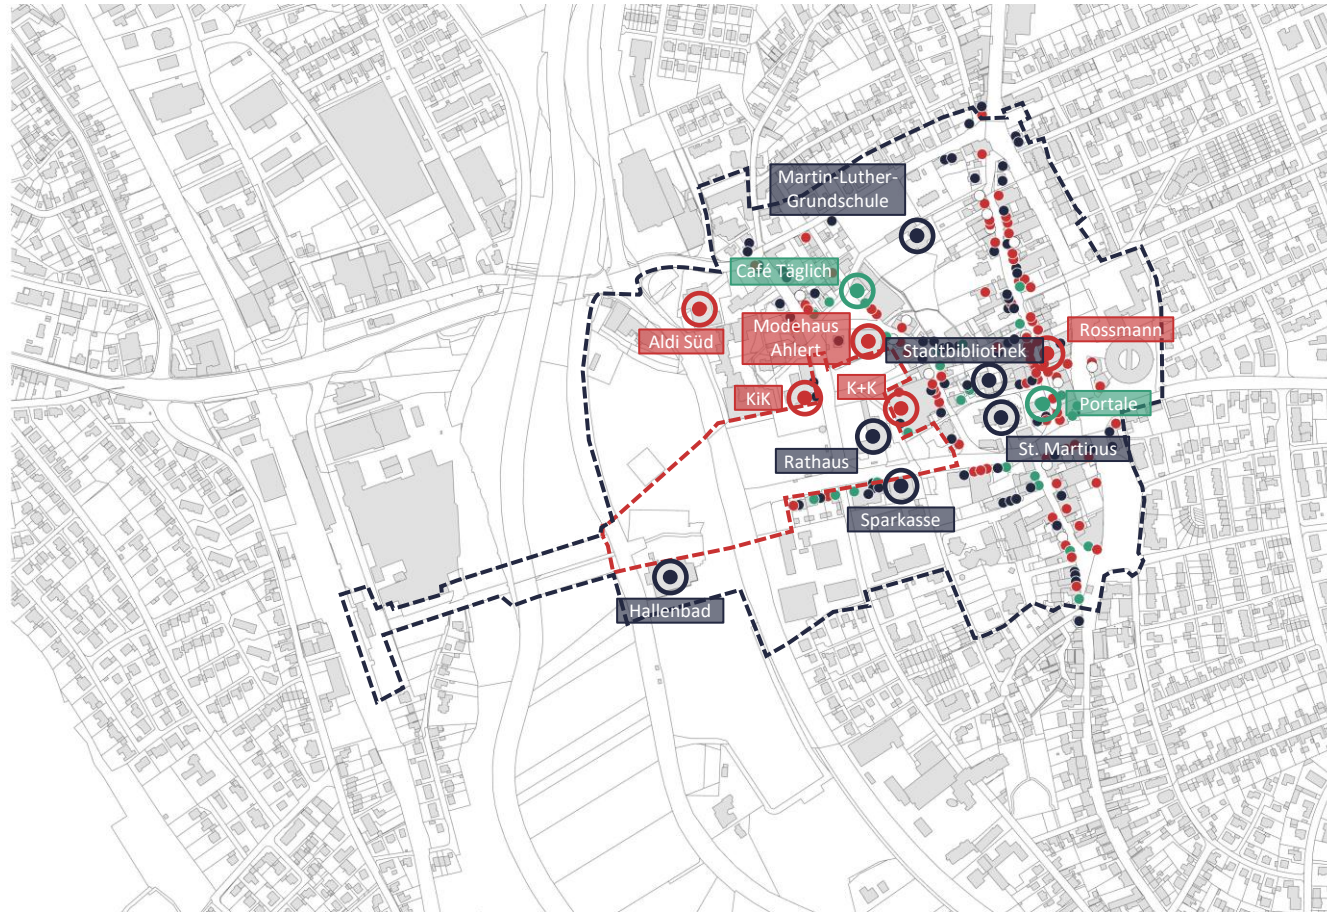 Martin-Luther-
Grundschule
Café Täglich
Aldi Süd
Modehaus
Ahlert
Stadtbibliothek
Rossmann
KiK
K+K
Portale
Rathaus
St. Martinus
Sparkasse
Hallenbad